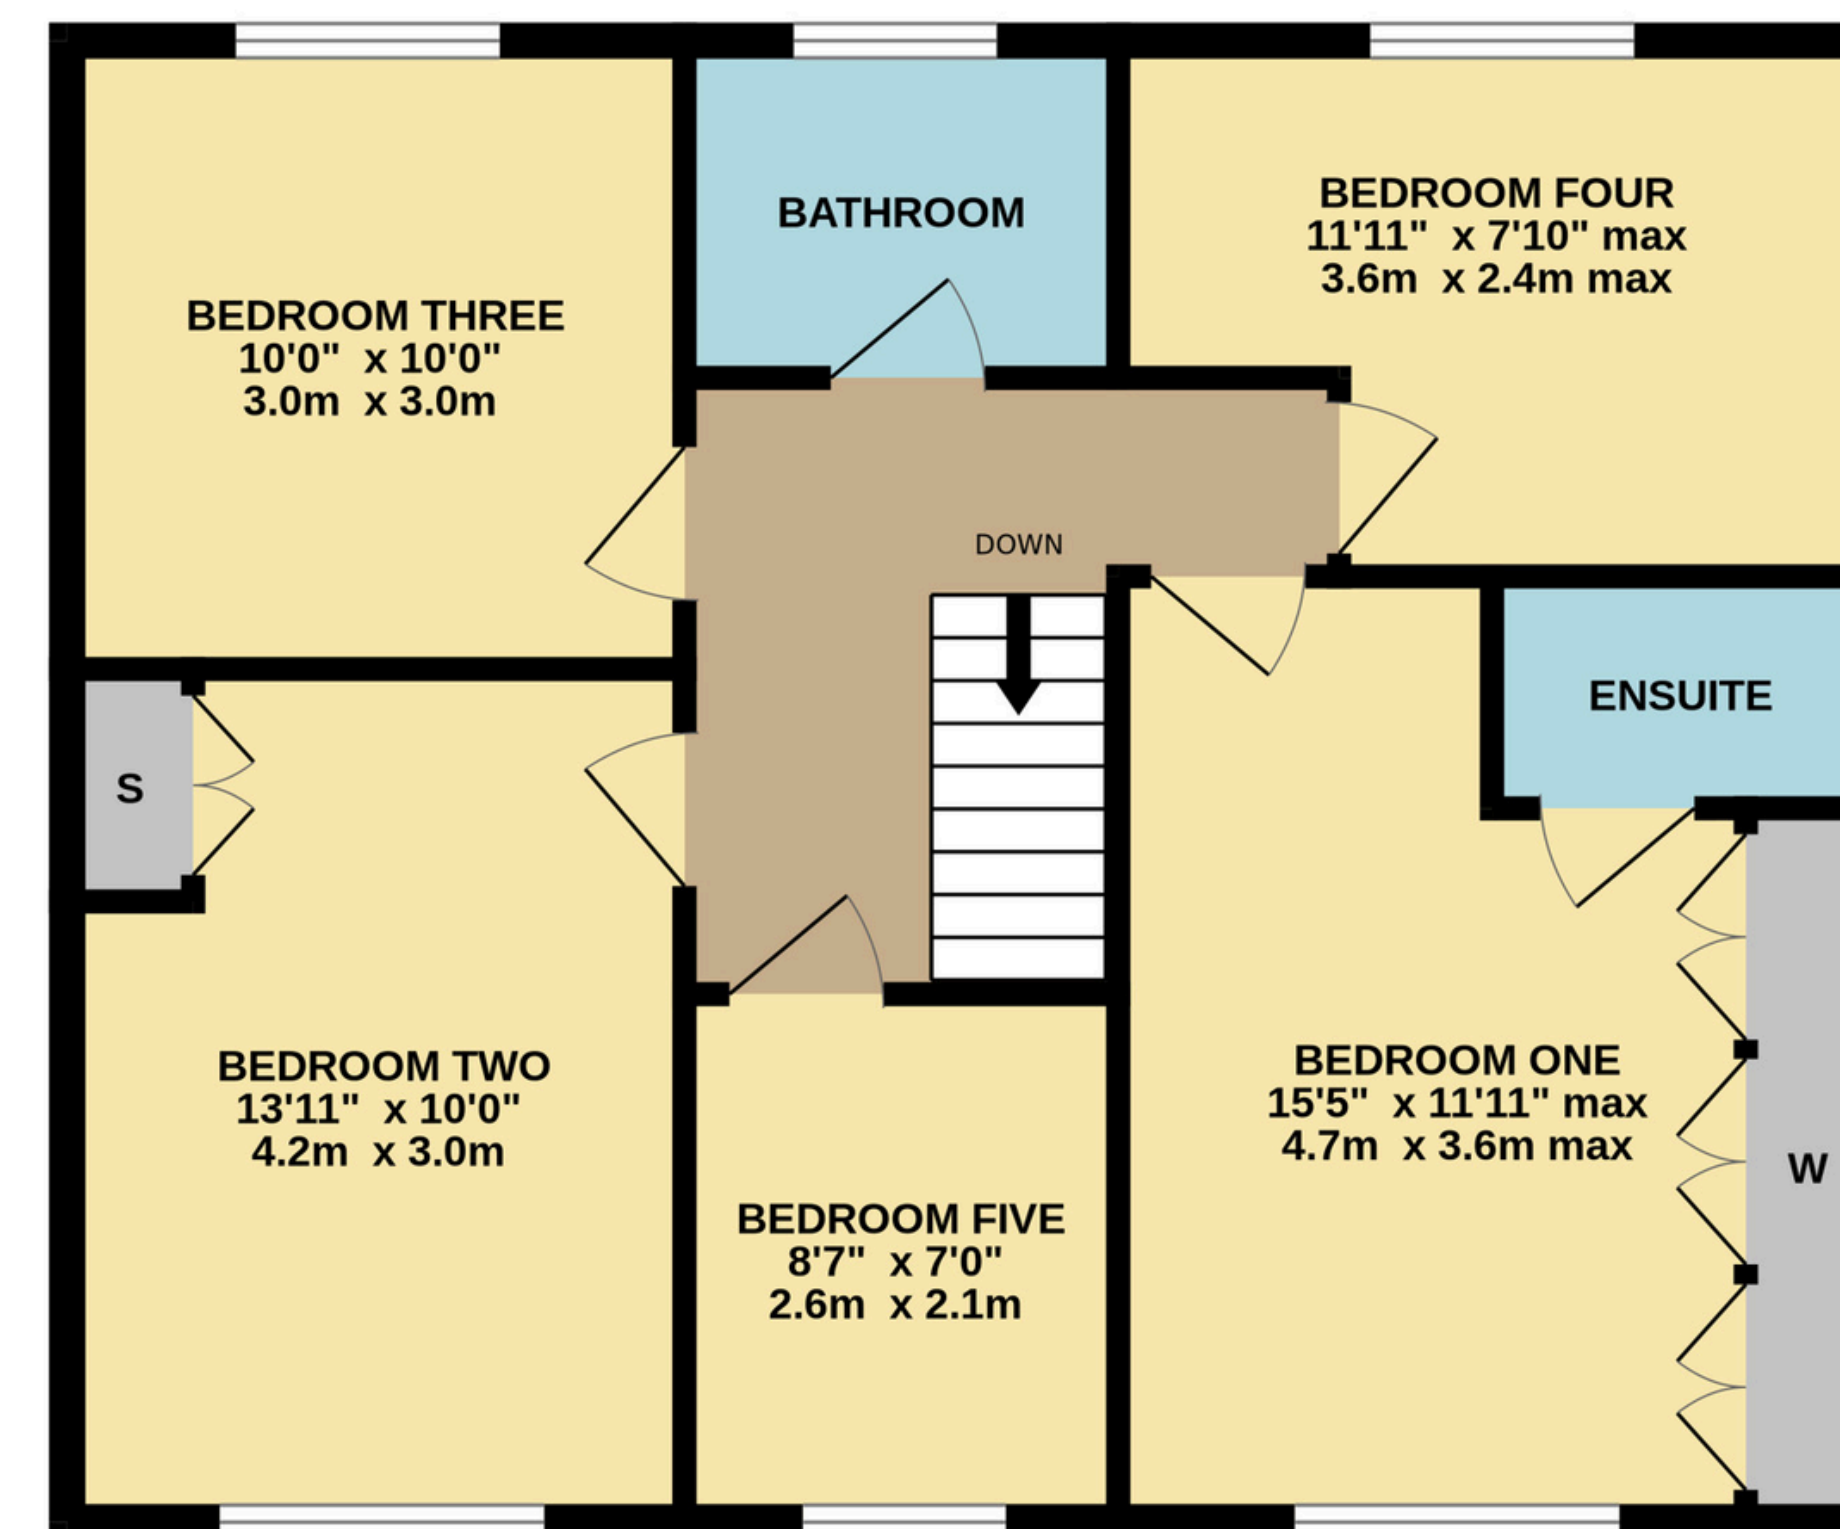 BATHROOM
BEDROOM FOUR
11'11"  x 7'10" max
3.6m  x 2.4m max
BEDROOM THREE
10'0"  x 10'0"
3.0m  x 3.0m
DOWN
ENSUITE
S
BEDROOM TWO
13'11"  x 10'0"
4.2m  x 3.0m
BEDROOM ONE
15'5"  x 11'11" max
4.7m  x 3.6m max
W
BEDROOM FIVE
8'7"  x 7'0"
2.6m  x 2.1m